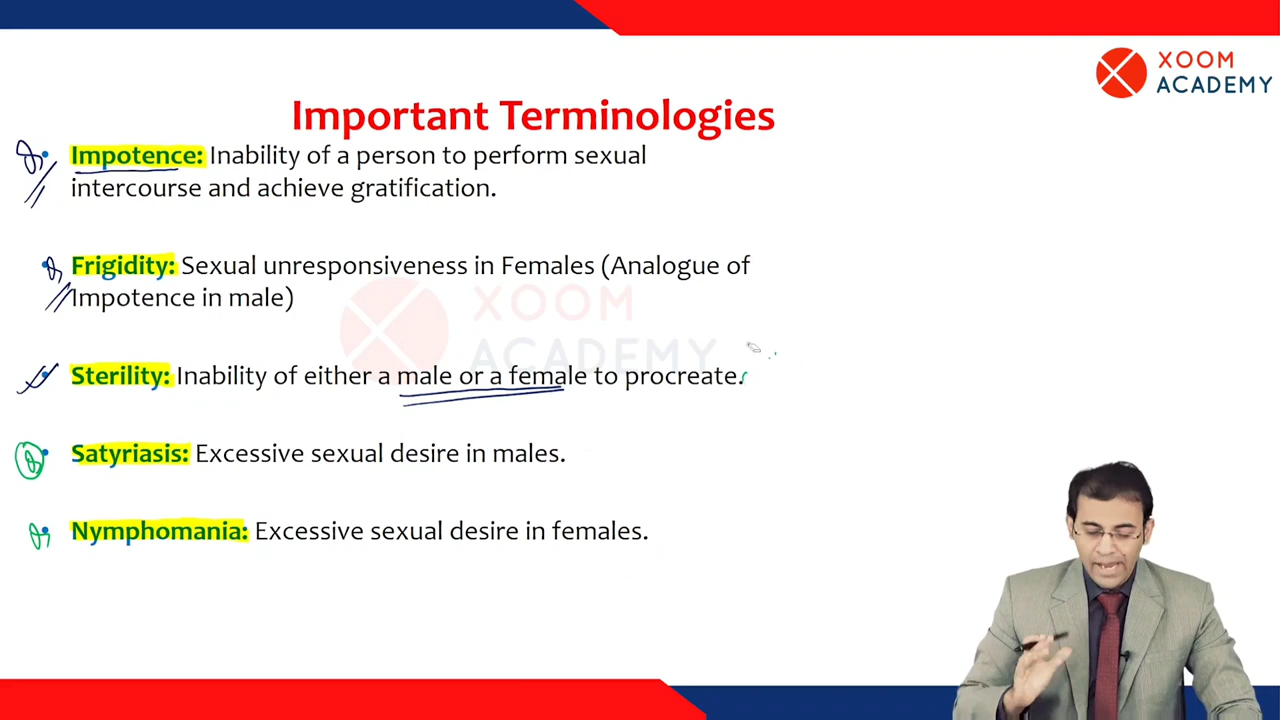 XOOM
ACADEMY
Important Terminologies
Impotence: Inability of a person to perform sexual
intercourse and achieve gratification.
Frigidity: Sexual unresponsiveness in Females (Analogue of
Impotence in male)
XOOM
ACADEMY
Sterility: Inability of either a male or a female to procreate.
Satyriasis: Excessive sexual desire in males.
Nymphomania: Excessive sexual desire in females.